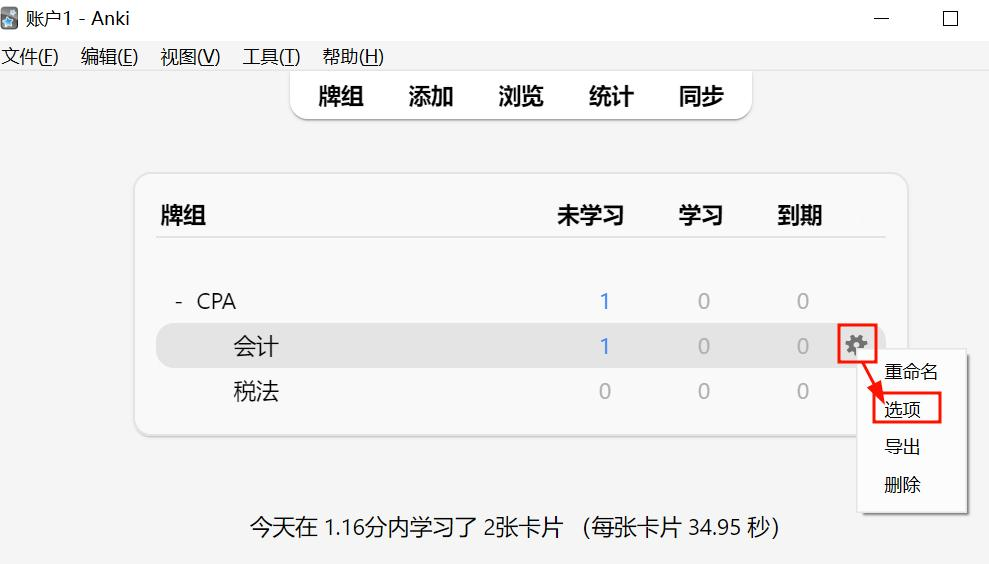 账户1 - Anki
文件(F) 编辑(E) 视图(V) 工具(T) 帮助(H)
牌组 添加 浏览 统计 同步
牌组 未学习 学习 到期
- CPA 1 0 0
会计 1 0 0
税法 0 0 0
重命名
选项
导出
删除
今天在 1.16分内学习了 2张卡片 （每张卡片 34.95 秒）